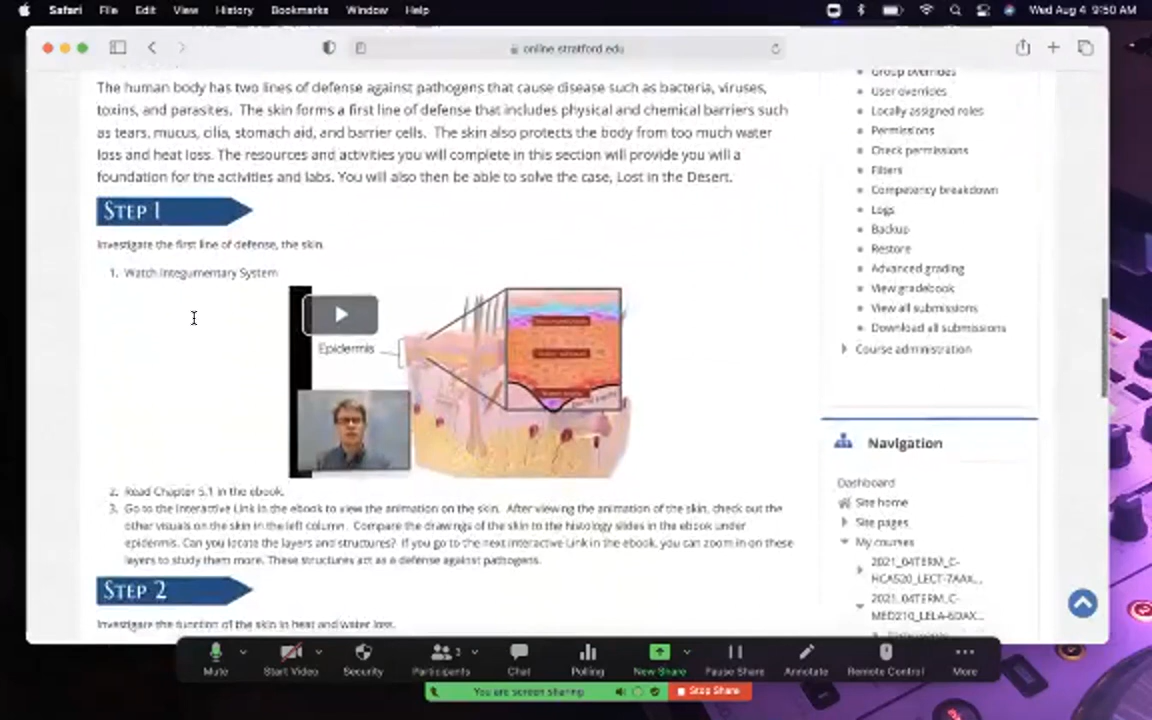 Safari File Edit View History Bookmarks Window Help Wed Aug 4 9:50 AM
online.stratford.edu
The human body has two lines of defense against pathogens that cause disease such as bacteria, viruses,
toxins, and parasites. The skin forms a first line of defense that includes physical and chemical barriers such
as tears, mucus, cilia, stomach aid, and barrier cells. The skin also protects the body from too much water
loss and heat loss. The resources and activities you will complete in this section will provide you will a
foundation for the activities and labs. You will also then be able to solve the case, Lost in the Desert.
STEP 1
Investigate the first line of defense, the skin.
1. Watch Integumentary System
Epidermis
2. Read Chapter 5.1 in the ebook.
3. Go to the Interactive Link in the ebook to view the animation on the skin. After viewing the animation of the skin, check out the
other visuals on the skin in the left column. Compare the drawings of the skin to the histology slides in the ebook under
epidermis. Can you locate the layers and structures? If you go to the next Interactive Link in the ebook, you can zoom in on these
layers to study them more. These structures act as a defense against pathogens.
STEP 2
Investigate the function of the skin in heat and water loss.
Group overrides
User overrides
Locally assigned roles
Permissions
Check permissions
Filters
Competency breakdown
Logs
Backup
Restore
Advanced grading
View gradebook
View all submissions
Download all submissions
Course administration
Navigation
Dashboard
Site home
Site pages
My courses
2021_04TERM_C-
HCA520_LECT-7AAX...
2021_04TERM_C-
MED210_LELA-6DAX...
Mute Start Video Security Participants 3 Chat Polling New Share Pause Share Annotate Remote Control More
You are screen sharing Stop Share